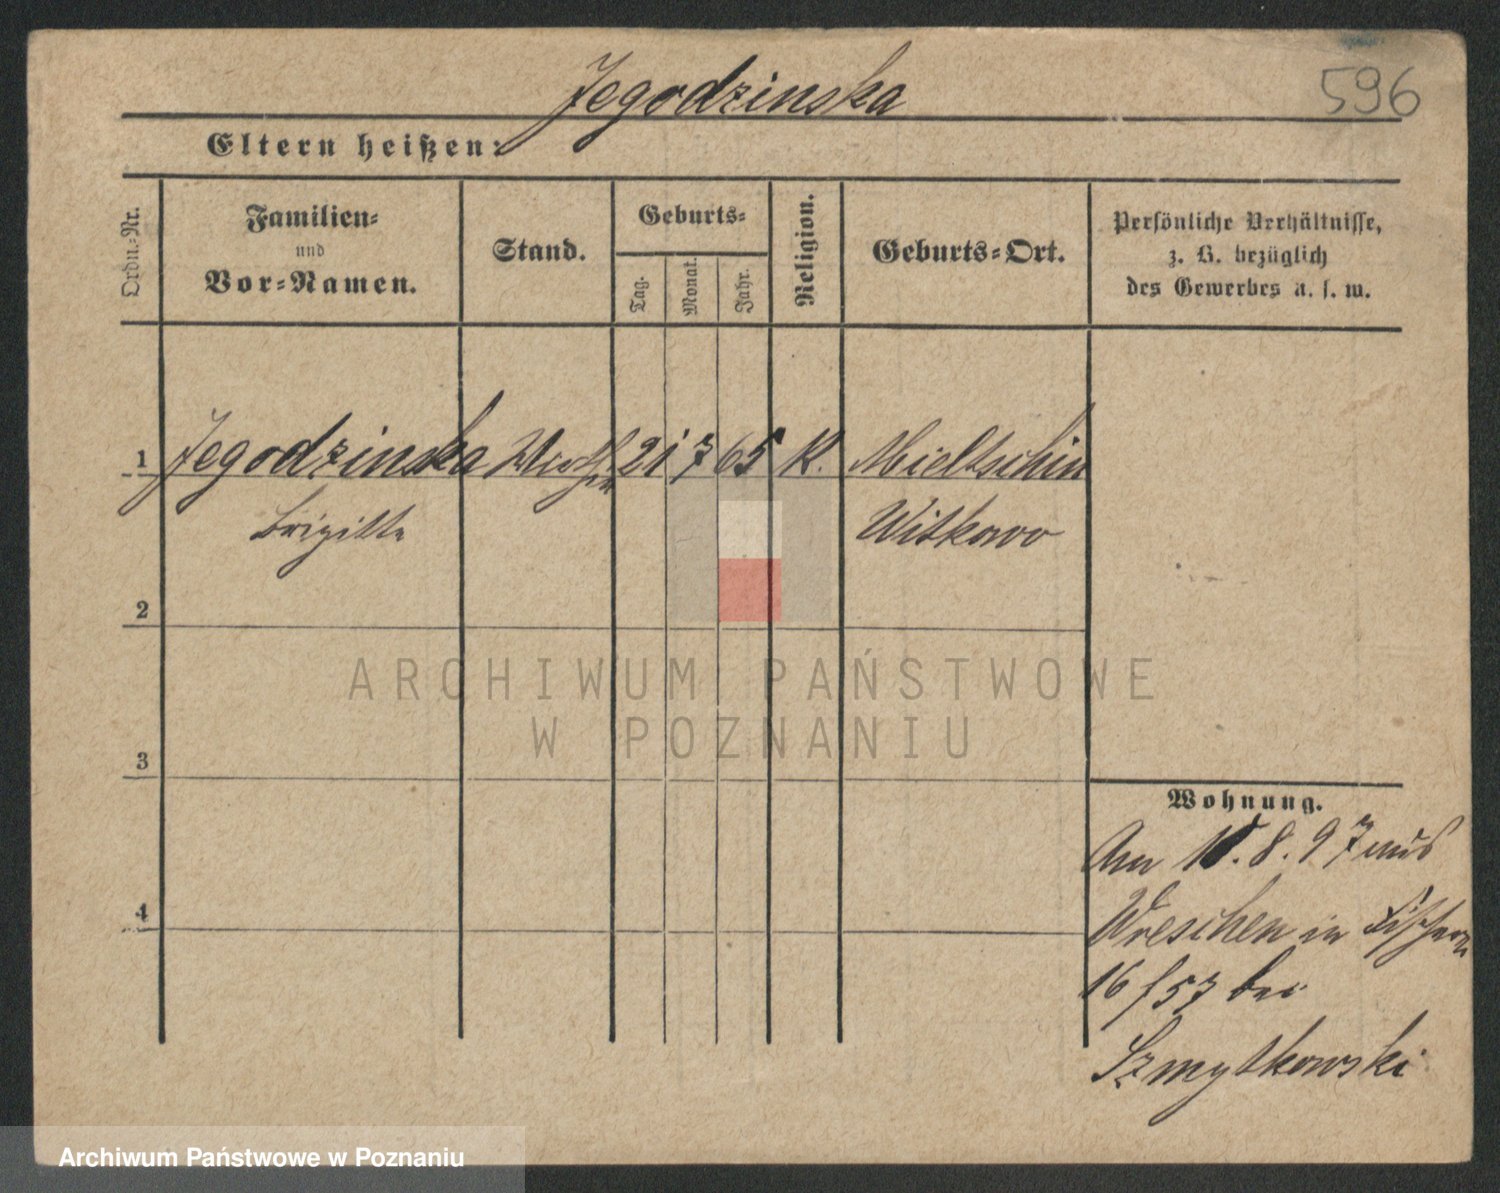 Jegodzinska
596
Eltern heißen:
Ordn.-Nr.
Familien-
und
Vor-Namen.
Stand.
Geburts-
Tag.
Monat.
Jahr.
Religion.
Geburts-Ort.
Persönliche Verhältnisse,
z. B. bezüglich
des Gewerbes u. s. w.
1
Jegodzinska
21 7 65 K. Mieltschin
Brigitte
Witkowo
2
3
4
Wohnung.
Am 10. 8. 97 aus
Wreschen in
16/57 bei
Szmytkowski
ARCHIWUM PAŃSTWOWE
W POZNANIU
Archiwum Państwowe w Poznaniu